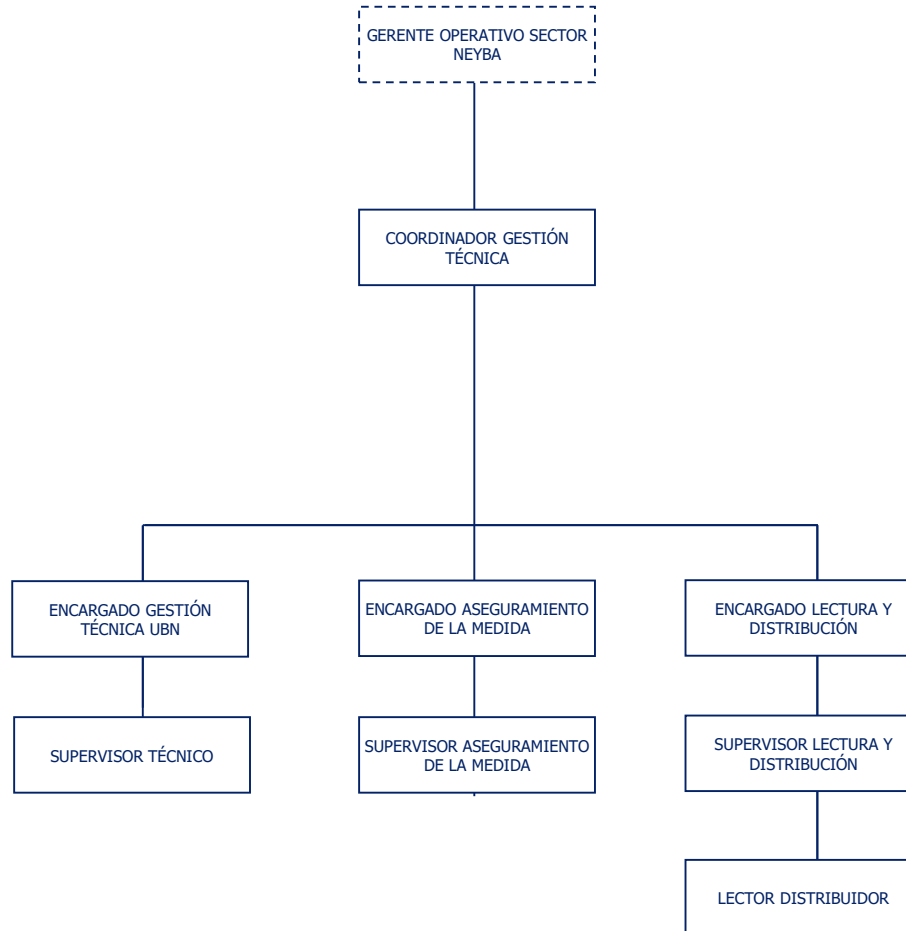 GERENTE OPERATIVO SECTOR
NEYBA
COORDINADOR GESTIÓN
TÉCNICA
ENCARGADO GESTIÓN
TÉCNICA UBN
ENCARGADO ASEGURAMIENTO
DE LA MEDIDA
ENCARGADO LECTURA Y
DISTRIBUCIÓN
SUPERVISOR TÉCNICO
SUPERVISOR ASEGURAMIENTO
DE LA MEDIDA
SUPERVISOR LECTURA Y
DISTRIBUCIÓN
LECTOR DISTRIBUIDOR